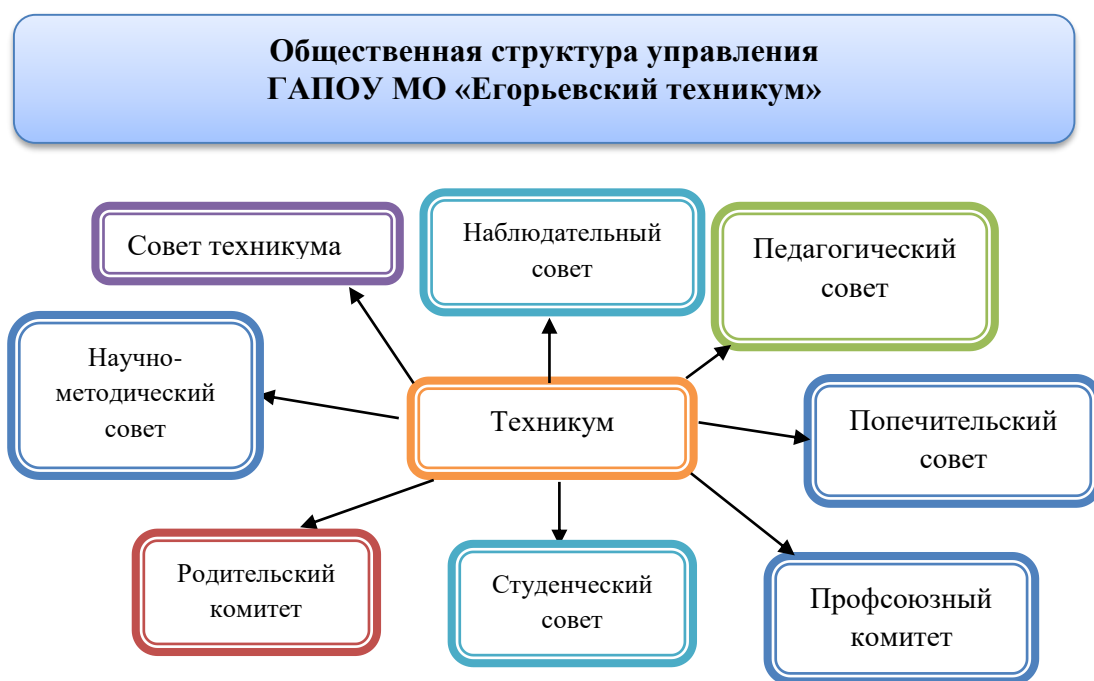 Общественная структура управления
ГАПОУ МО «Егорьевский техникум»
Совет техникума
Наблюдательный
совет
Педагогический
совет
Научно-
методический
совет
Техникум
Попечительский
совет
Родительский
комитет
Студенческий
совет
Профсоюзный
комитет